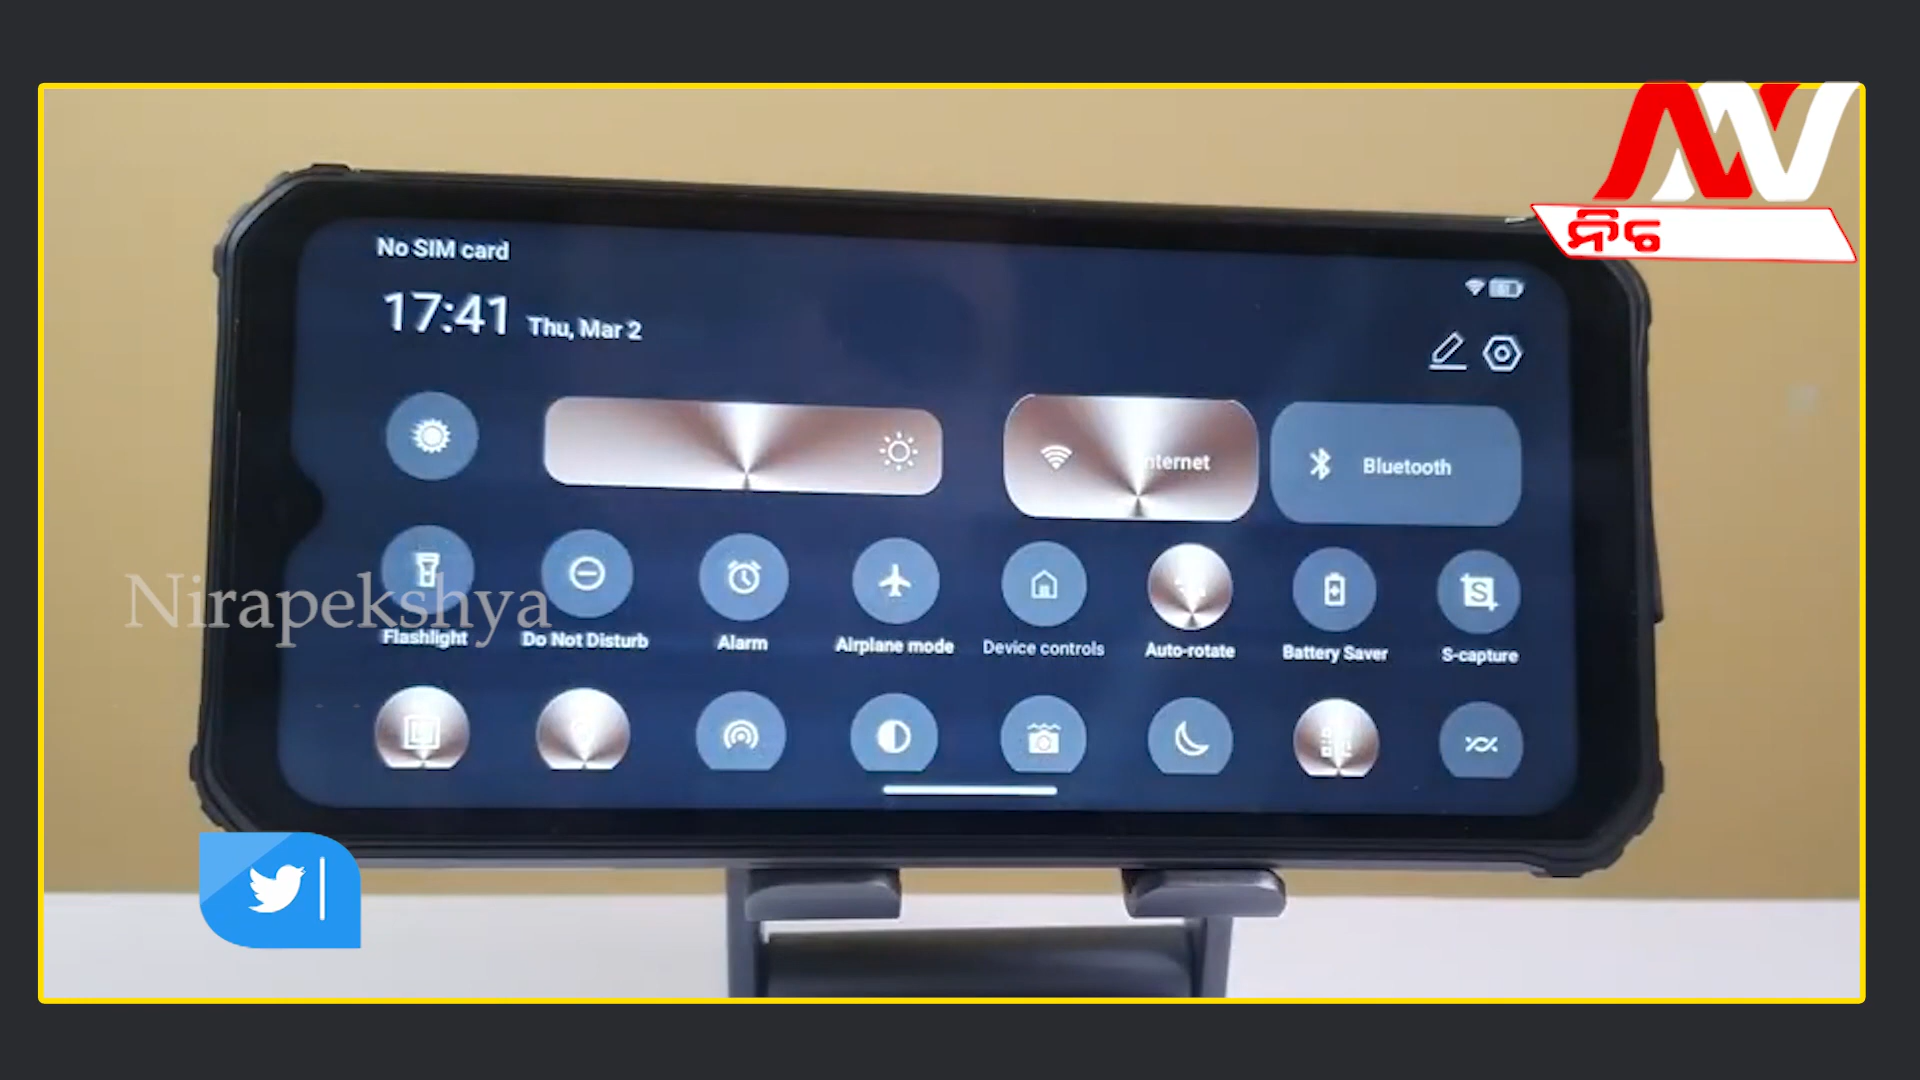 ନିଚ
No SIM card
17:41 Thu, Mar 2
nternet
Bluetooth
Nirapekshya
Flashlight
Do Not Disturb
Alarm
Airplane mode
Device controls
Auto-rotate
Battery Saver
S-capture